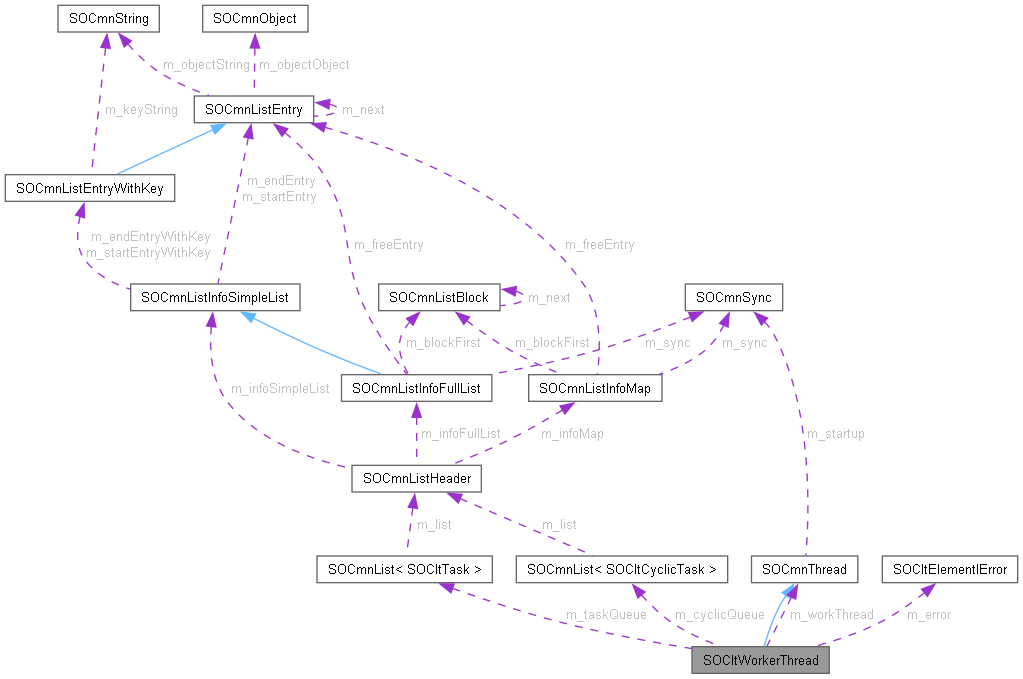 SOCmnString
SOCmnObject
m_objectString
m_objectObject
SOCmnListEntry
m_next
m_keyString
SOCmnListEntryWithKey
m_endEntry
m_startEntry
m_endEntryWithKey
m_startEntryWithKey
m_freeEntry
m_freeEntry
SOCmnListInfoSimpleList
SOCmnListBlock
m_next
SOCmnSync
m_blockFirst
m_blockFirst
m_sync
m_sync
m_infoSimpleList
SOCmnListInfoFullList
SOCmnListInfoMap
m_infoFullList
m_infoMap
m_startup
SOCmnListHeader
m_list
m_list
SOCmnList< SOCltTask >
SOCmnList< SOCltCyclicTask >
SOCmnThread
SOCltElementIError
m_taskQueue
m_cyclicQueue
m_workThread
m_error
SOCltWorkerThread